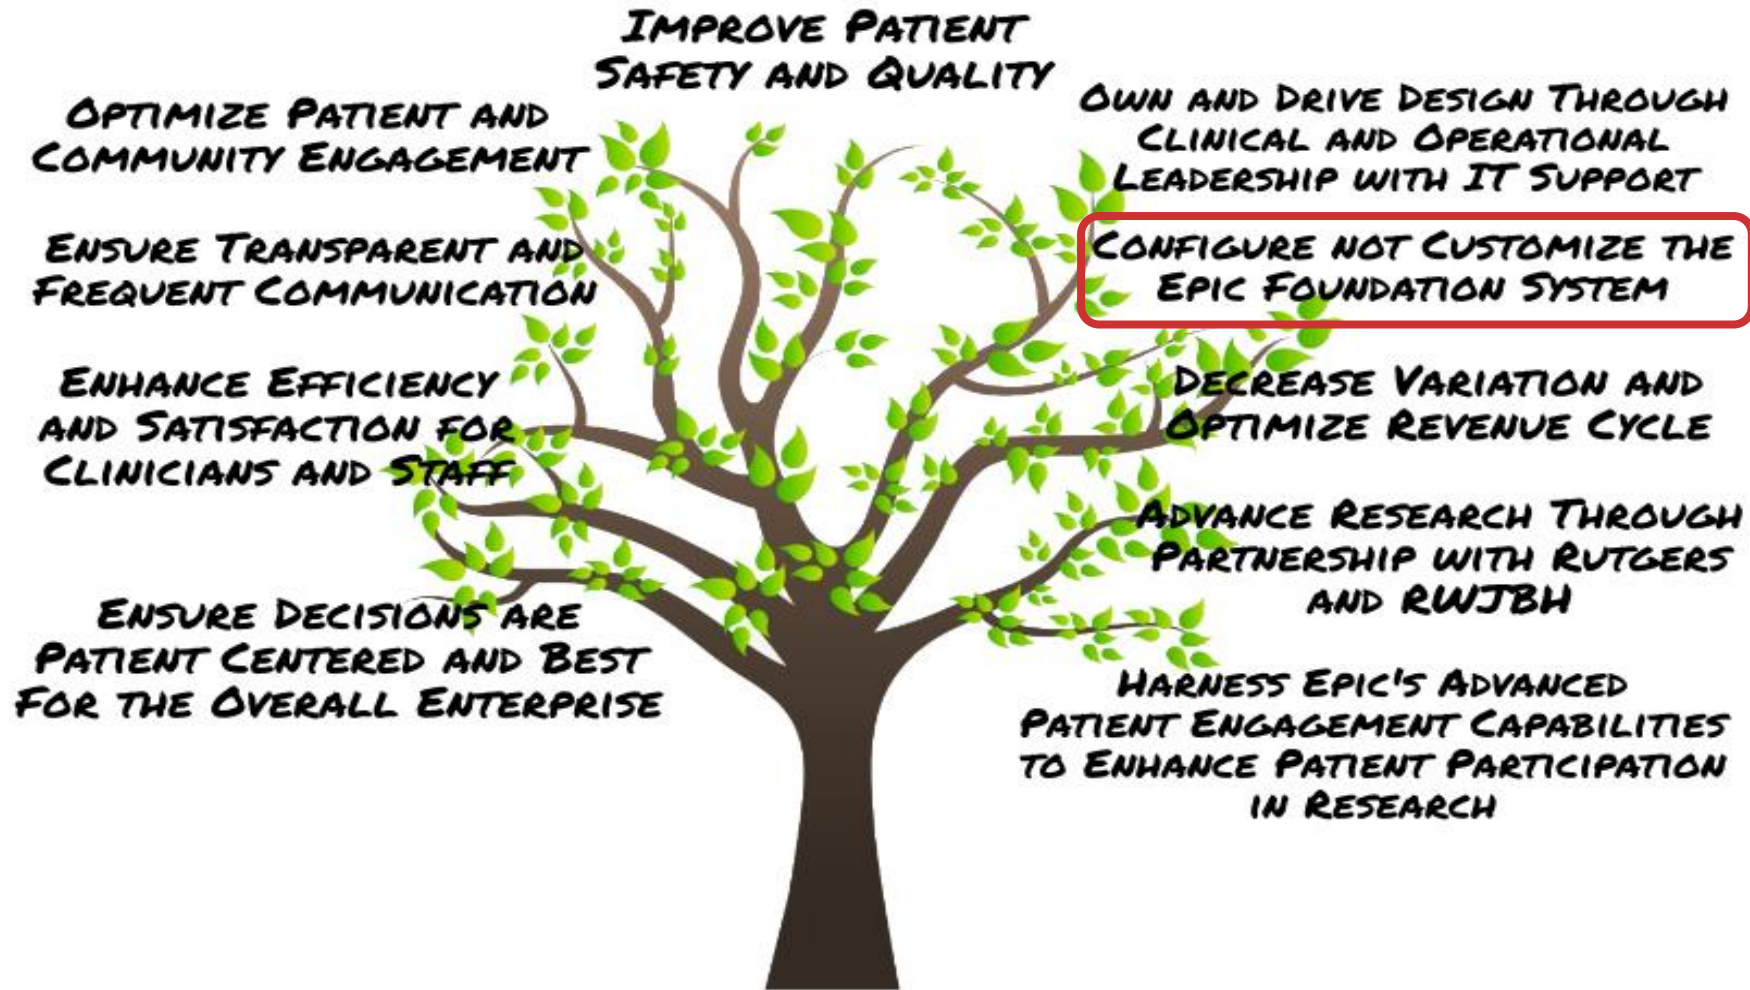 IMPROVE PATIENT
SAFETY AND QUALITY
OPTIMIZE PATIENT AND
COMMUNITY ENGAGEMENT
ENSURE TRANSPARENT AND
FREQUENT COMMUNICATION
ENHANCE EFFICIENCY
AND SATISFACTION FOR
CLINICIANS AND STAFF
ENSURE DECISIONS ARE
PATIENT CENTERED AND BEST
FOR THE OVERALL ENTERPRISE
OWN AND DRIVE DESIGN THROUGH
CLINICAL AND OPERATIONAL
LEADERSHIP WITH IT SUPPORT
CONFIGURE NOT CUSTOMIZE THE
EPIC FOUNDATION SYSTEM
DECREASE VARIATION AND
OPTIMIZE REVENUE CYCLE
ADVANCE RESEARCH THROUGH
PARTNERSHIP WITH RUTGERS
AND RWJBH
HARNESS EPIC'S ADVANCED
PATIENT ENGAGEMENT CAPABILITIES
TO ENHANCE PATIENT PARTICIPATION
IN RESEARCH